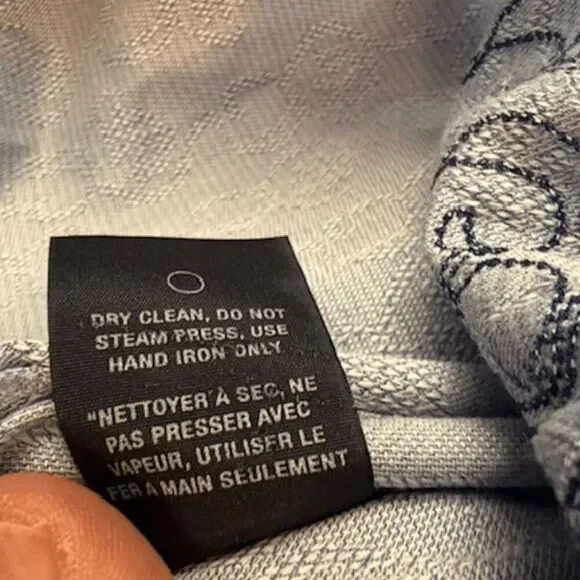 DRY CLEAN, DO NOT
STEAM PRESS, USE
HAND IRON ONLY
"NETTOYER À SEC, NE
PAS PRESSER AVEC
VAPEUR, UTILISER LE
FER A MAIN SEULEMENT